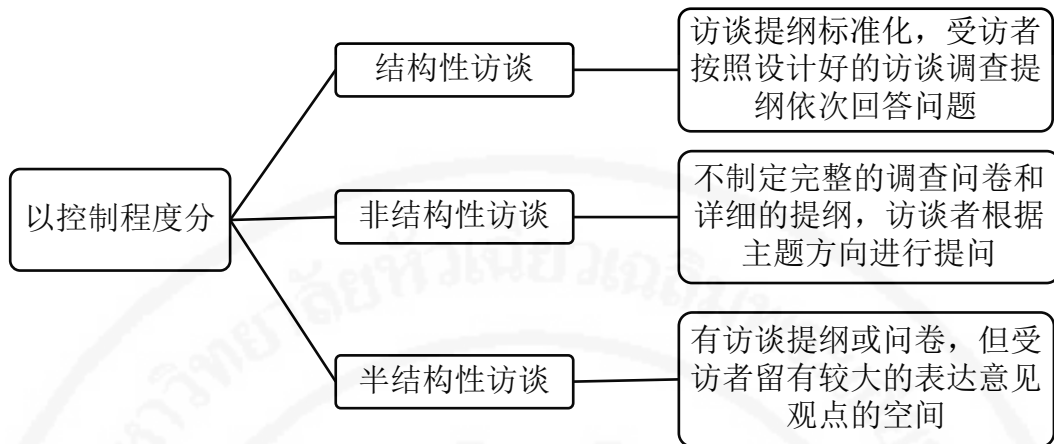 以控制程度分
结构性访谈
访谈提纲标准化，受访者
按照设计好的访谈调查提
纲依次回答问题
非结构性访谈
不制定完整的调查问卷和
详细的提纲，访谈者根据
主题方向进行提问
半结构性访谈
有访谈提纲或问卷，但受
访者留有较大的表达意见
观点的空间